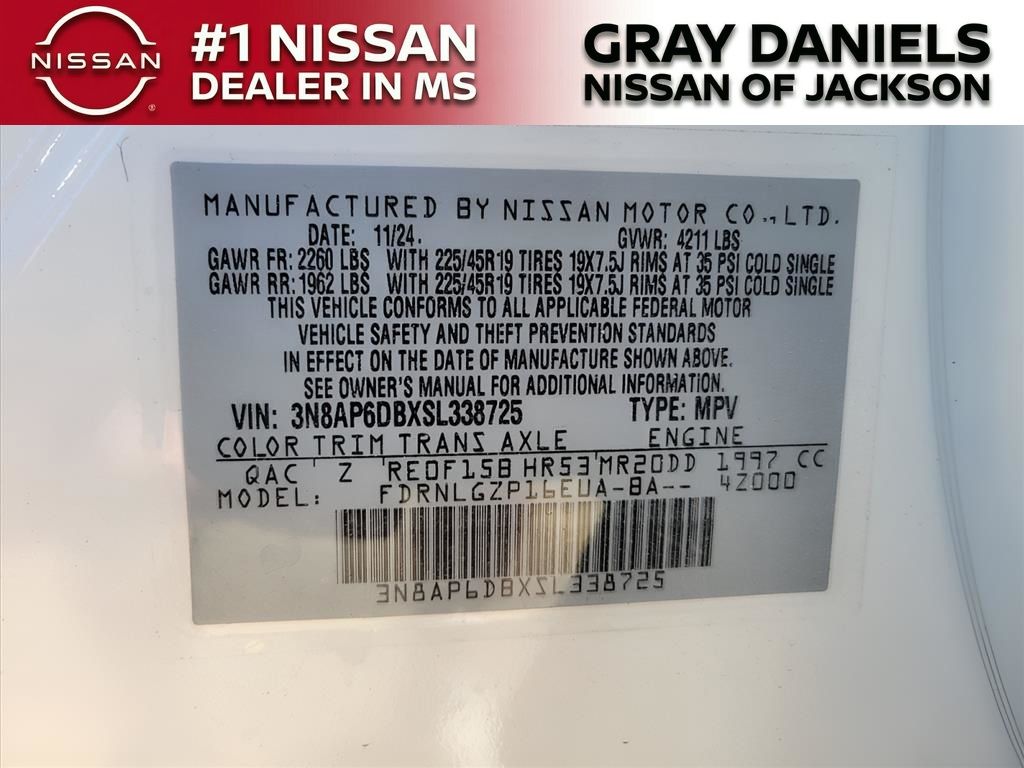 NISSAN
®
#1 NISSAN
DEALER IN MS
GRAY DANIELS
NISSAN OF JACKSON
MANUFACTURED BY NISSAN MOTOR CO., LTD.
DATE: 11/24. GVWR: 4211 LBS
GAWR FR: 2260 LBS WITH 225/45R19 TIRES 19X7.5J RIMS AT 35 PSI COLD SINGLE
GAWR RR: 1962 LBS WITH 225/45R19 TIRES 19X7.5J RIMS AT 35 PSI COLD SINGLE
THIS VEHICLE CONFORMS TO ALL APPLICABLE FEDERAL MOTOR
VEHICLE SAFETY AND THEFT PREVENTION STANDARDS
IN EFFECT ON THE DATE OF MANUFACTURE SHOWN ABOVE.
SEE OWNER'S MANUAL FOR ADDITIONAL INFORMATION.
VIN: 3N8AP6DBXSL338725 TYPE: MPV
COLOR TRIM TRANS AXLE ENGINE
QAC Z RE0F15B HR53 MR20DD 1997 CC
MODEL: FDRNLGZP16EUA-BA-- 4Z000
3N8AP6DBXSL338725